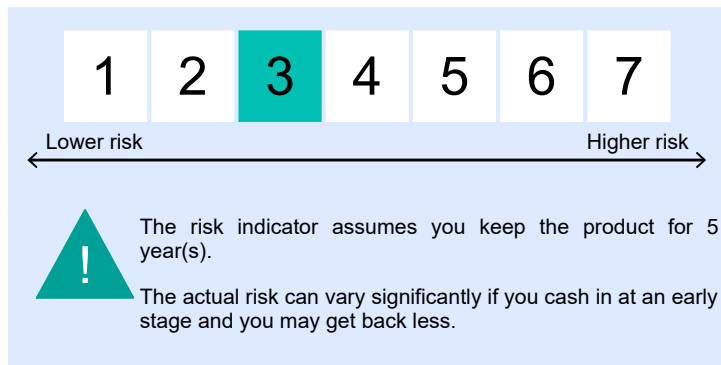 1 2 3 4 5 6 7
Lower risk Higher risk
! The risk indicator assumes you keep the product for 5
year(s).
The actual risk can vary significantly if you cash in at an early
stage and you may get back less.